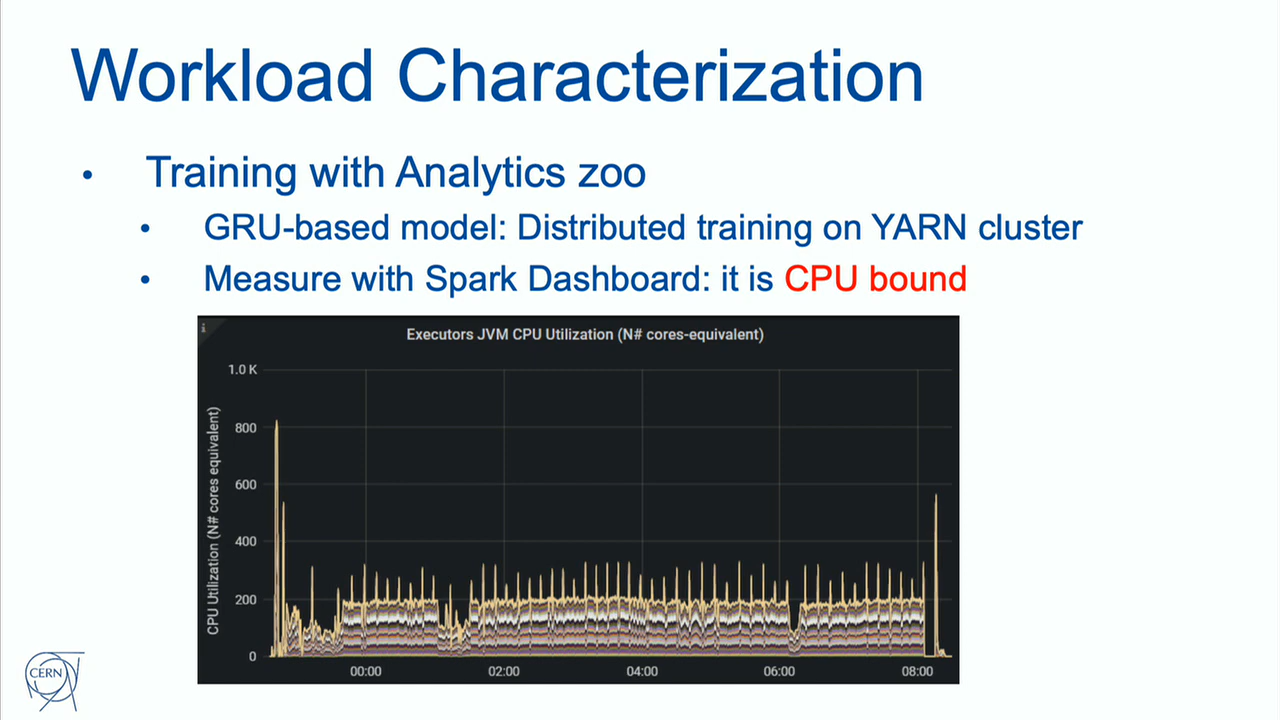 Workload Characterization
• Training with Analytics zoo
• GRU-based model: Distributed training on YARN cluster
• Measure with Spark Dashboard: it is CPU bound
i
Executors JVM CPU Utilization (N# cores-equivalent)
CPU Utilization (N# cores equivalent)
1.0 K
800
600
400
200
0
00:00 02:00 04:00 06:00 08:00
CERN